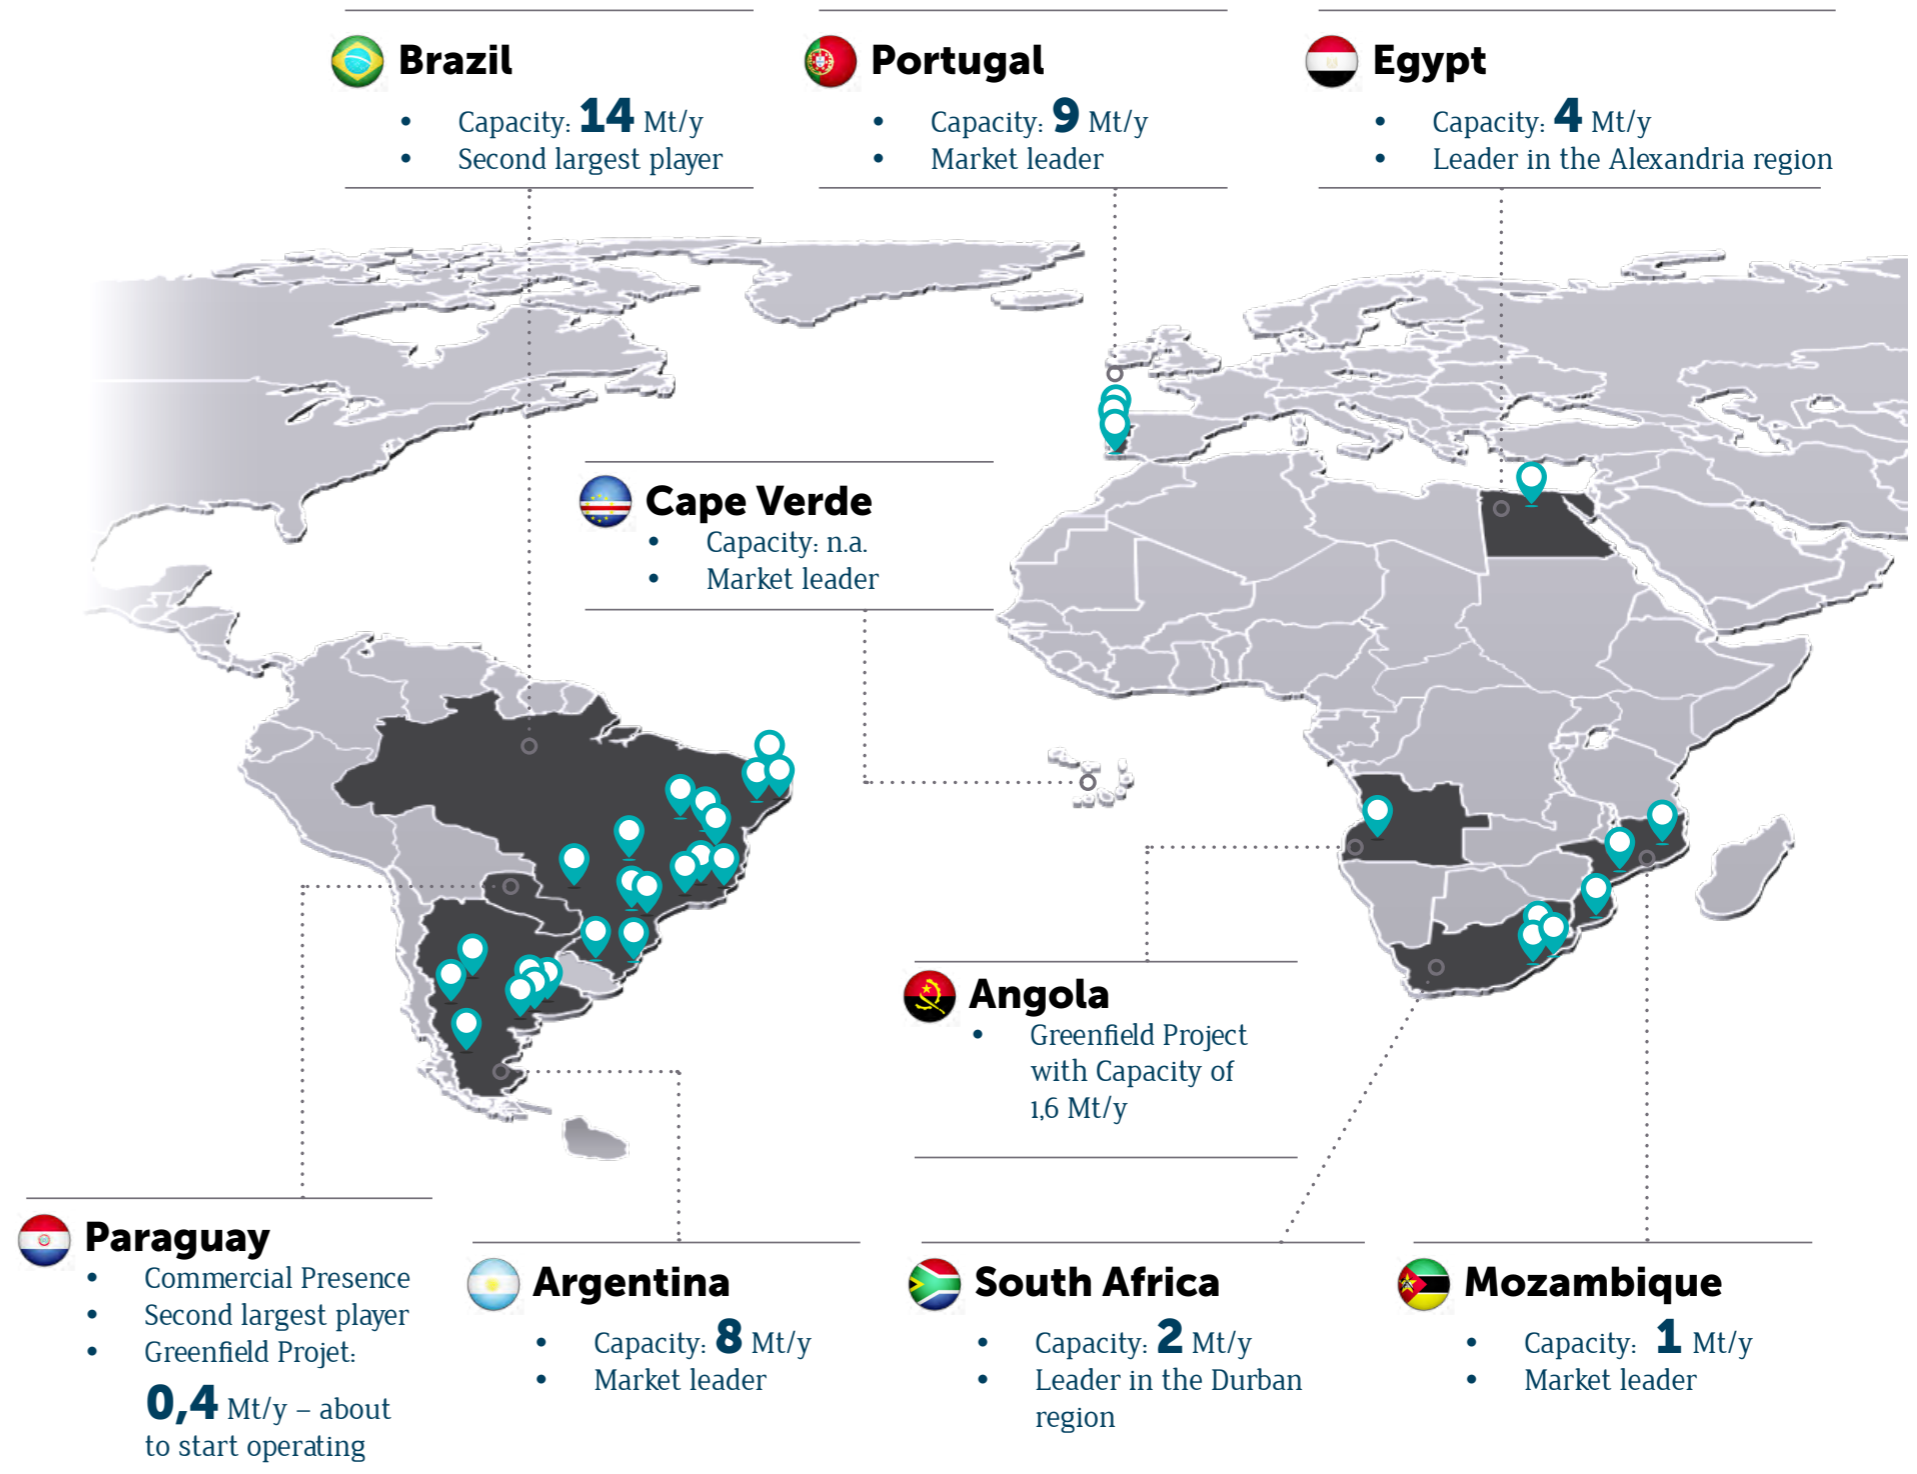 Brazil
• Capacity: 14 Mt/y
• Second largest player
Portugal
• Capacity: 9 Mt/y
• Market leader
Egypt
• Capacity: 4 Mt/y
• Leader in the Alexandria region
Cape Verde
• Capacity: n.a.
• Market leader
Angola
• Greenfield Project
with Capacity of
1,6 Mt/y
Paraguay
• Commercial Presence
• Second largest player
• Greenfield Projet:
0,4 Mt/y – about
to start operating
Argentina
• Capacity: 8 Mt/y
• Market leader
South Africa
• Capacity: 2 Mt/y
• Leader in the Durban
region
Mozambique
• Capacity: 1 Mt/y
• Market leader